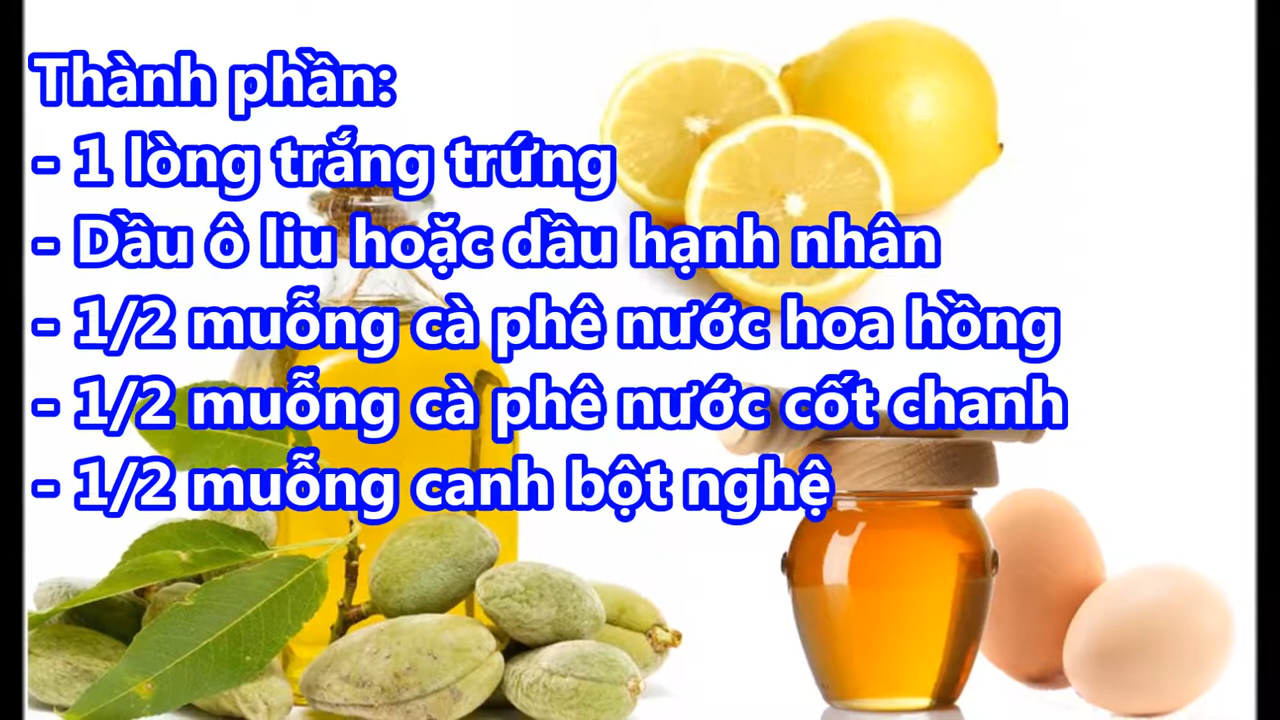 Thành phần:
- 1 lòng trắng trứng
- Dầu ô liu hoặc dầu hạnh nhân
- 1/2 muỗng cà phê nước hoa hồng
- 1/2 muỗng cà phê nước cốt chanh
- 1/2 muỗng canh bột nghệ